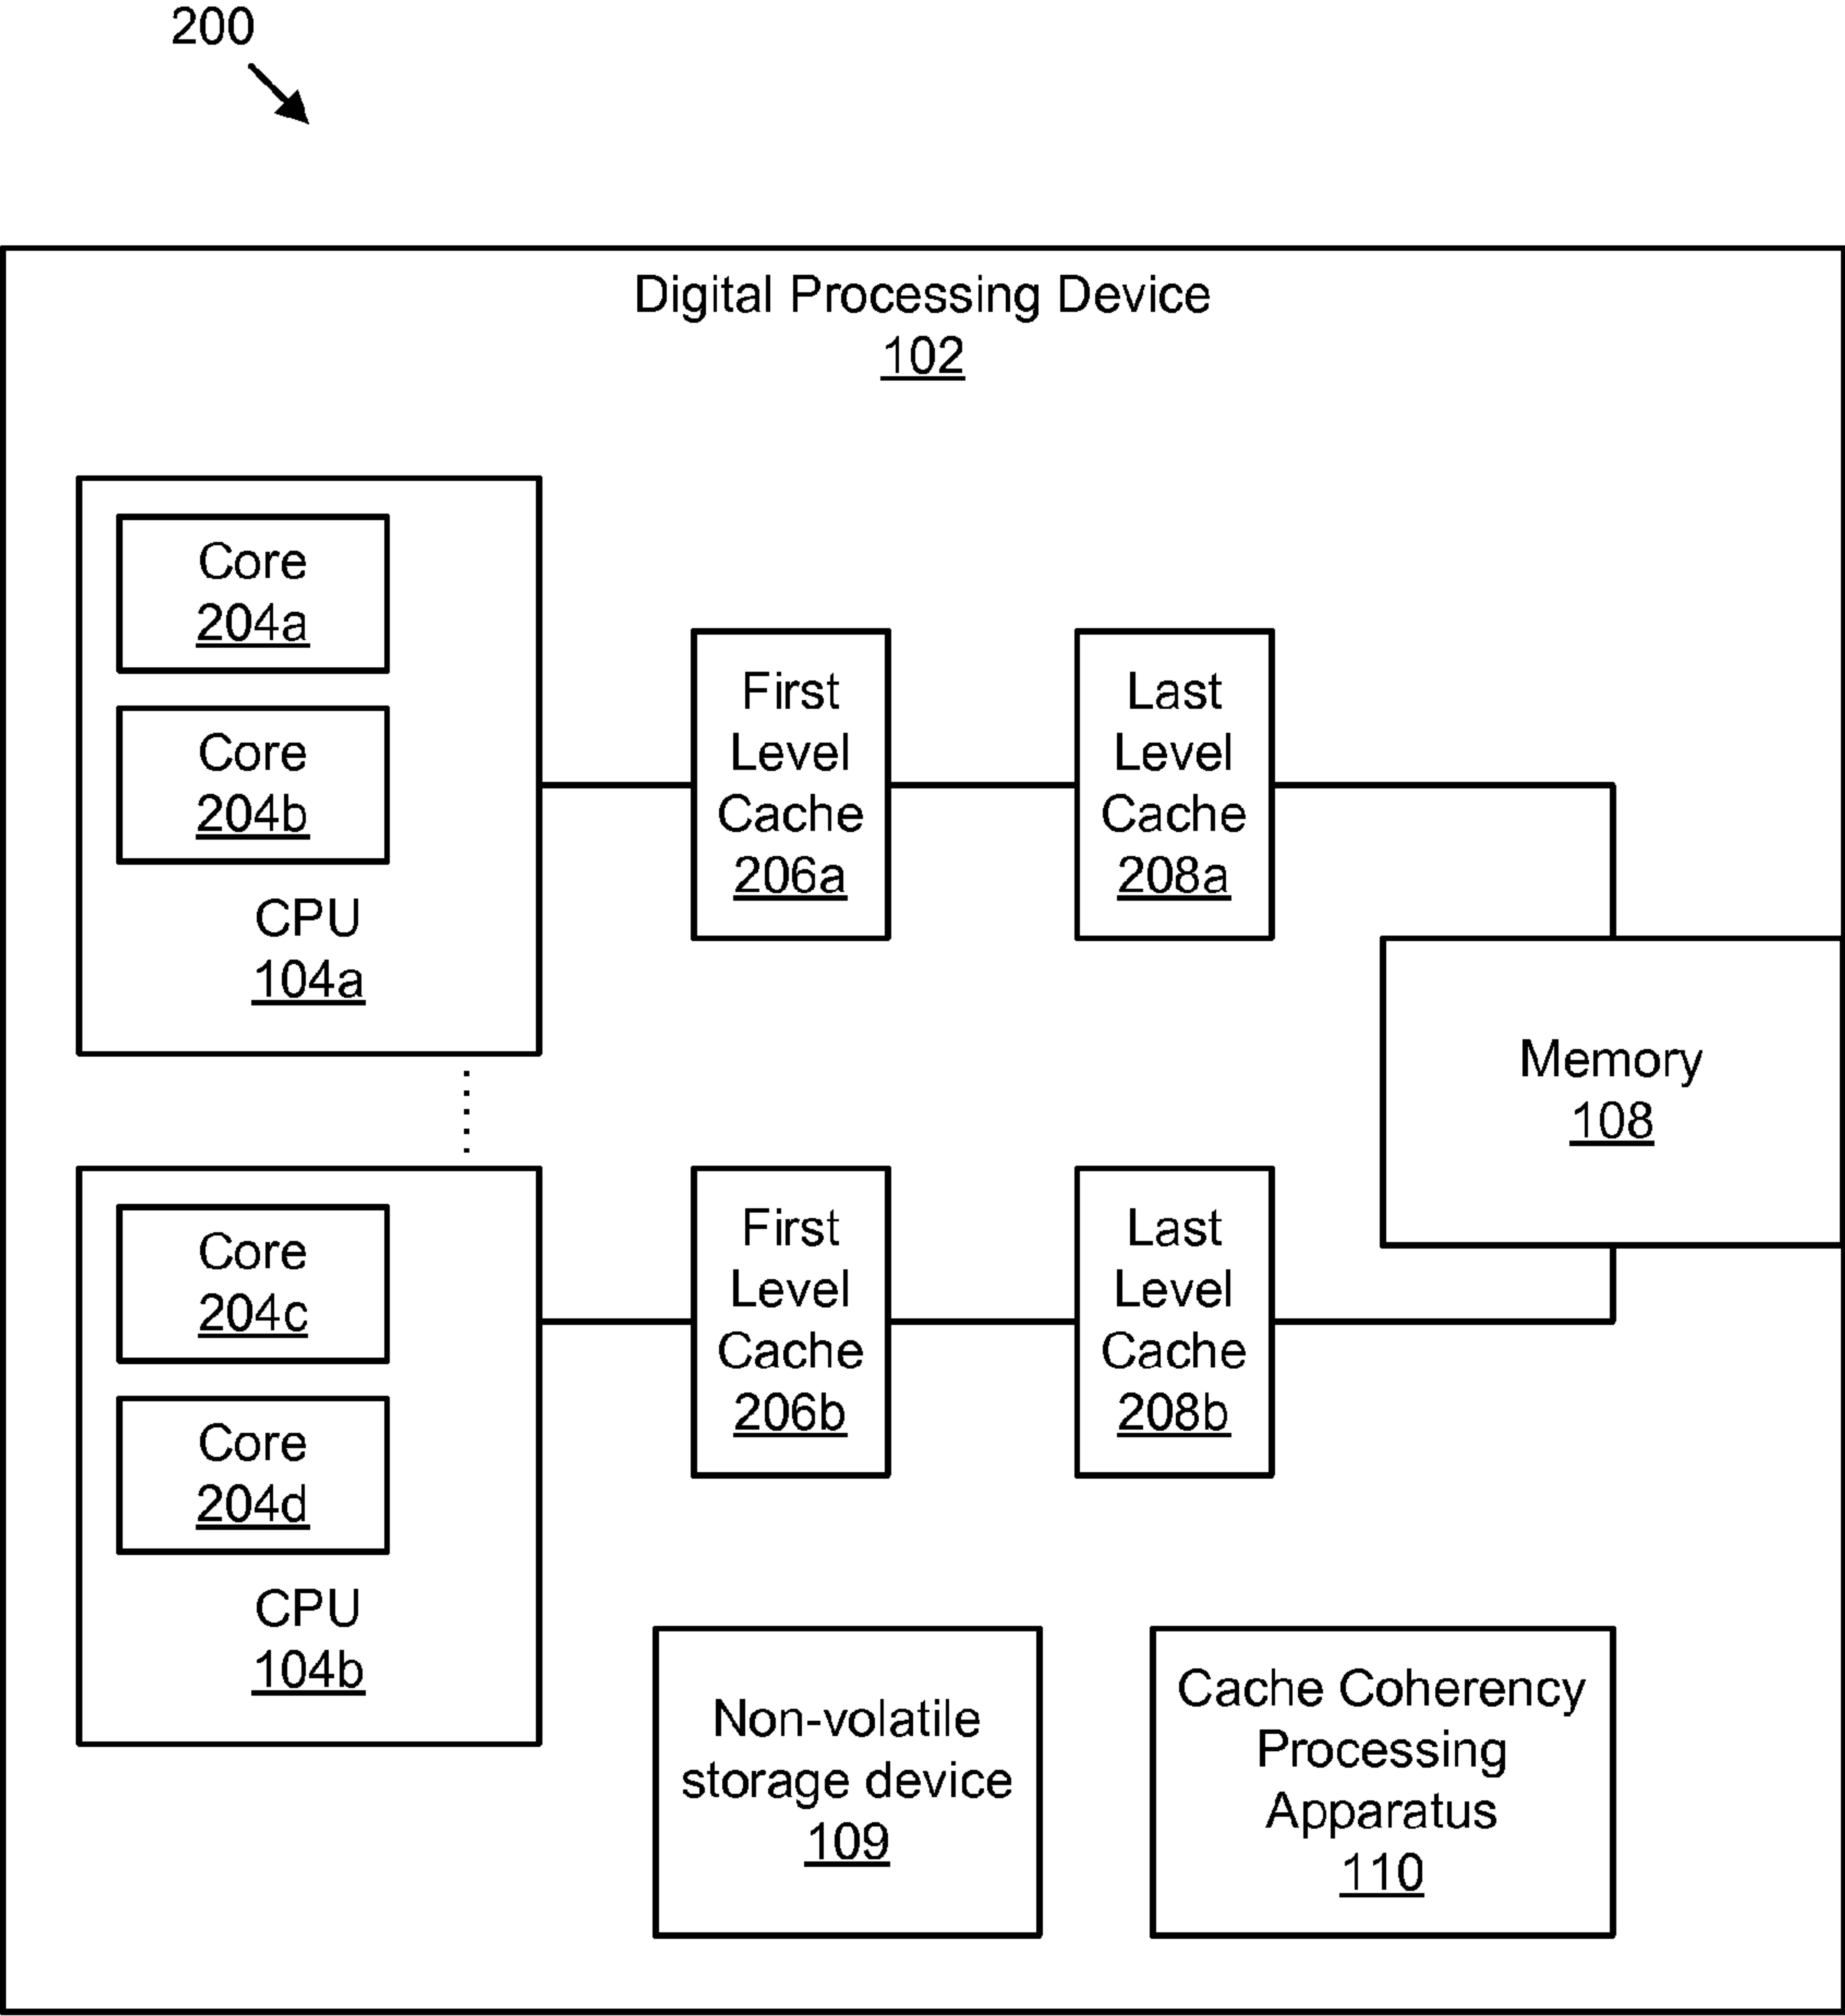 200
Digital Processing Device
102
Core
204a
Core
204b
CPU
104a
First
Level
Cache
206a
Last
Level
Cache
208a
Memory
108
Core
204c
Core
204d
CPU
104b
First
Level
Cache
206b
Last
Level
Cache
208b
Non-volatile
storage device
109
Cache Coherency
Processing
Apparatus
110